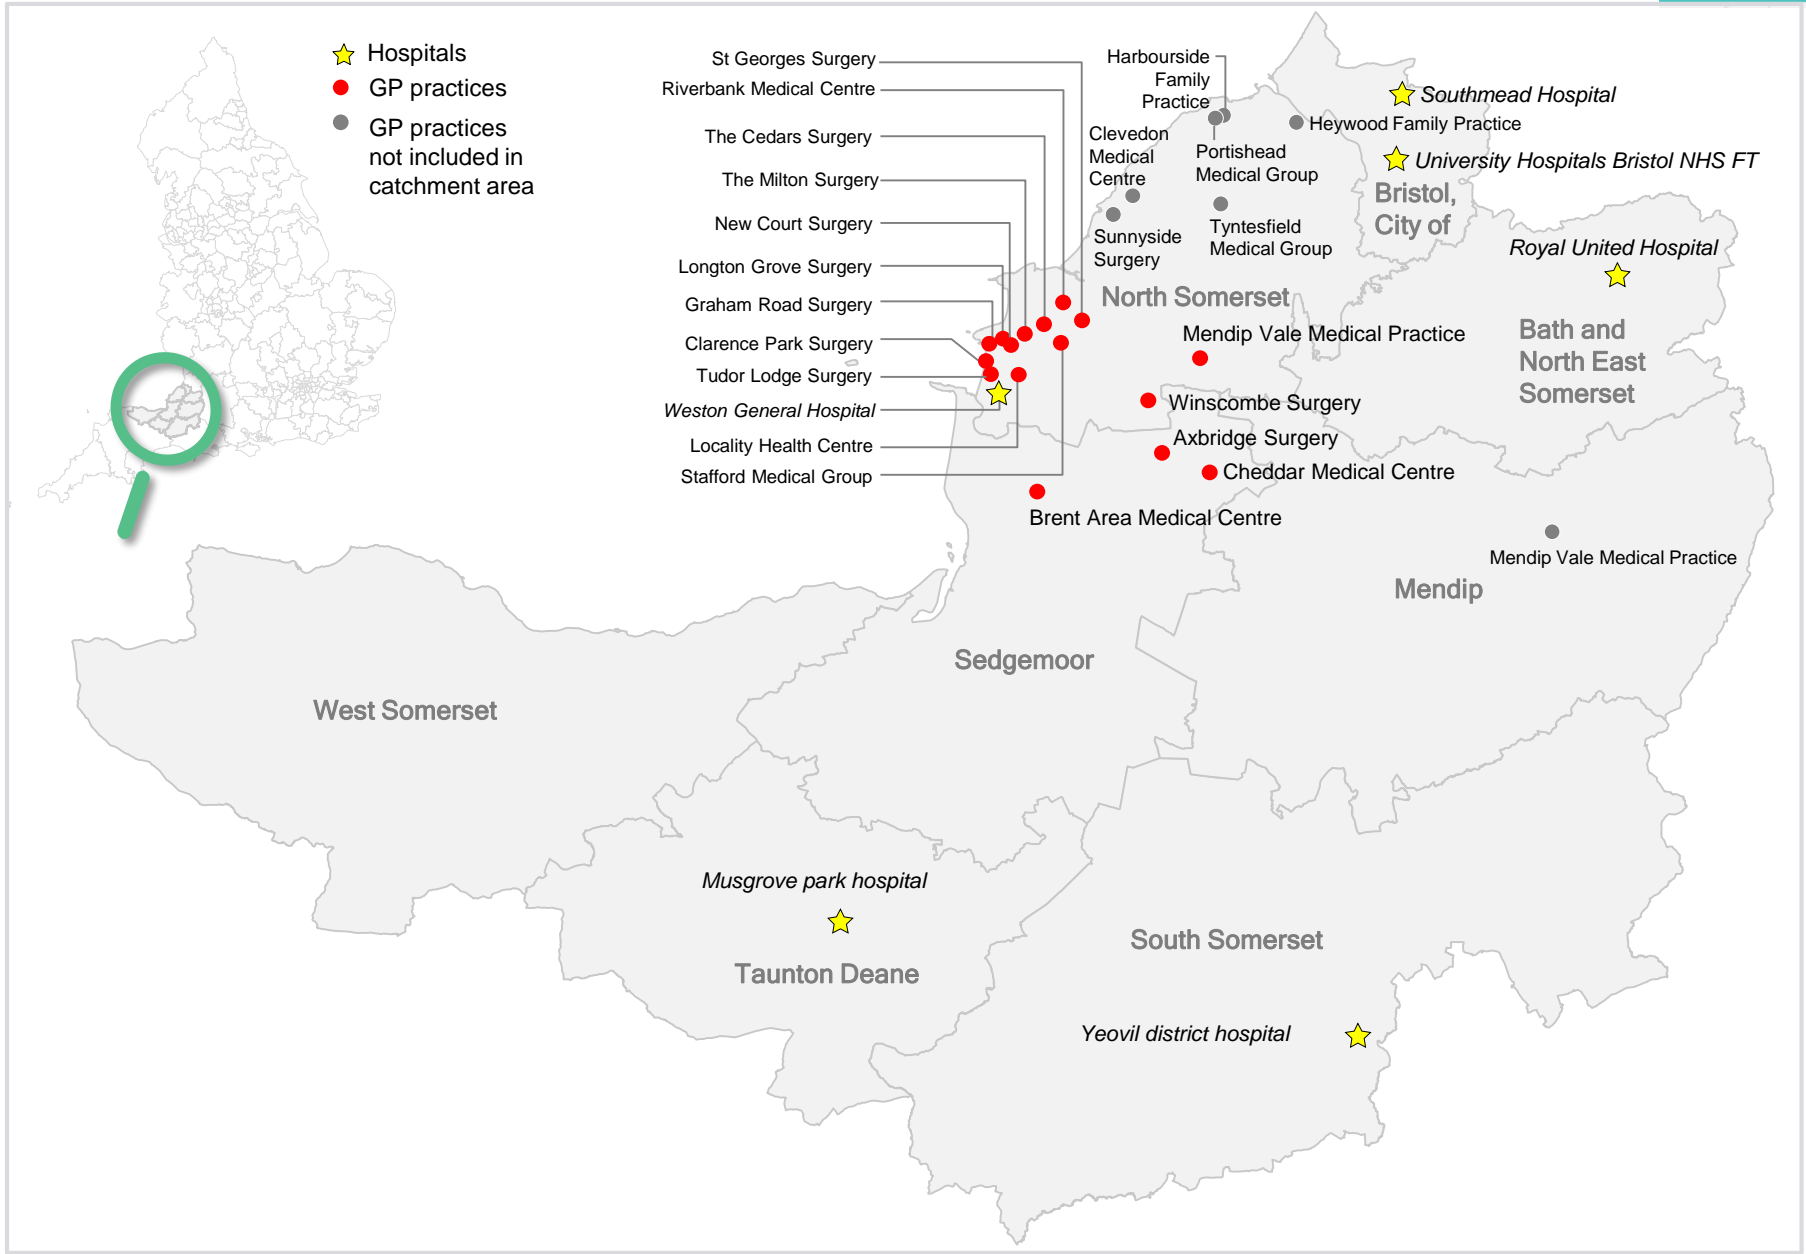 Hospitals
GP practices
GP practices
not included in
catchment area
St Georges Surgery
Riverbank Medical Centre
The Cedars Surgery
The Milton Surgery
New Court Surgery
Longton Grove Surgery
Graham Road Surgery
Clarence Park Surgery
Tudor Lodge Surgery
Weston General Hospital
Locality Health Centre
Stafford Medical Group
Harbourside
Family
Practice
Clevedon
Medical
Centre
Portishead
Medical Group
Sunnyside
Surgery
Tyntesfield
Medical Group
Heywood Family Practice
Southmead Hospital
University Hospitals Bristol NHS FT
Bristol,
City of
Royal United Hospital
North Somerset
Mendip Vale Medical Practice
Bath and
North East
Somerset
Winscombe Surgery
Axbridge Surgery
Cheddar Medical Centre
Brent Area Medical Centre
Mendip Vale Medical Practice
Mendip
Sedgemoor
West Somerset
Musgrove park hospital
Taunton Deane
South Somerset
Yeovil district hospital